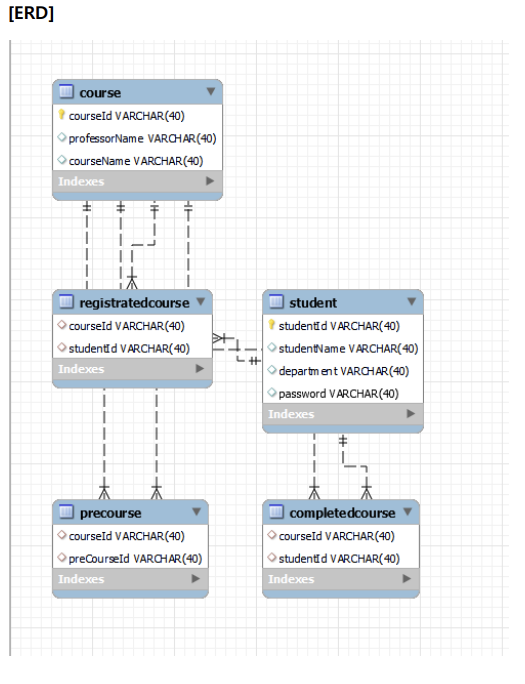 [ERD]
course
courseId VARCHAR(40)
professorName VARCHAR(40)
courseName VARCHAR(40)
Indexes
registratedcourse
courseId VARCHAR(40)
studentId VARCHAR(40)
Indexes
student
studentId VARCHAR(40)
studentName VARCHAR(40)
department VARCHAR(40)
password VARCHAR(40)
Indexes
precourse
courseId VARCHAR(40)
preCourseId VARCHAR(40)
Indexes
completedcourse
courseId VARCHAR(40)
studentId VARCHAR(40)
Indexes